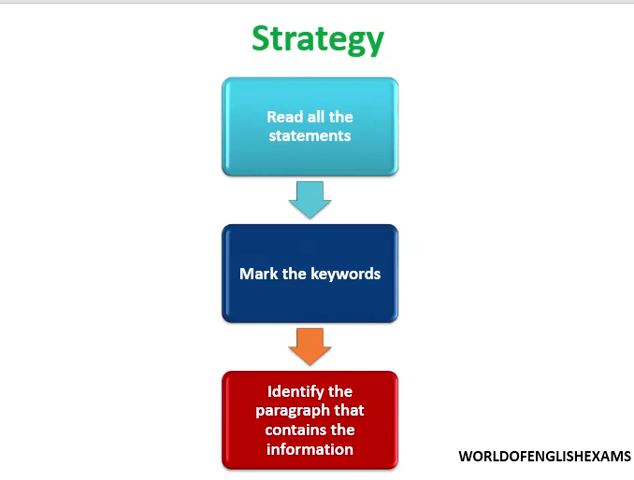 Strategy
Read all the
statements
Mark the keywords
Identify the
paragraph that
contains the
information
WORLDOFENGLISHEXAMS